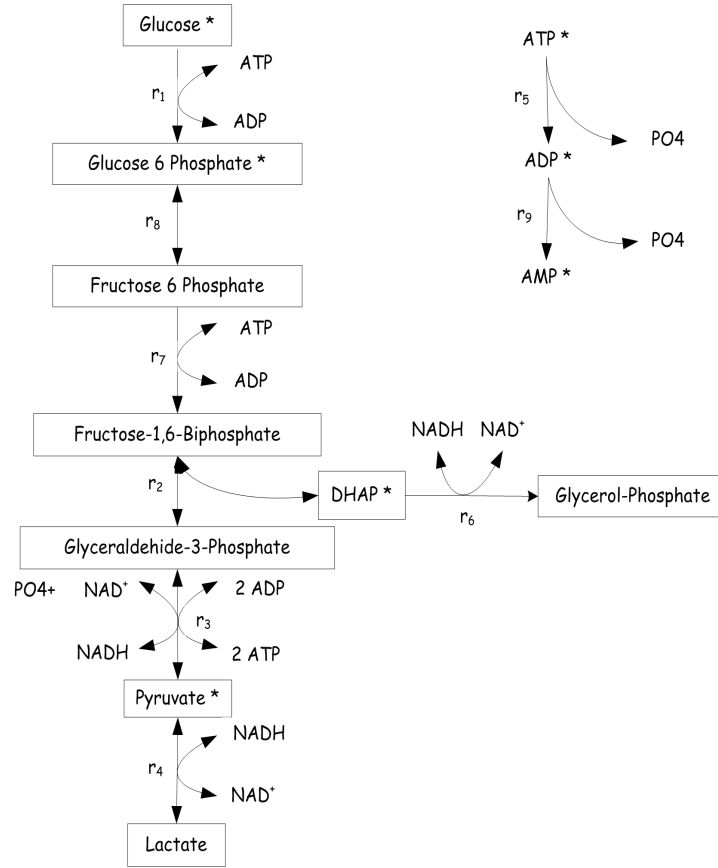 Glucose *
ATP
r1
ADP
Glucose 6 Phosphate *
r8
Fructose 6 Phosphate
ATP
r7
ADP
Fructose-1,6-Biphosphate
r2
Glyceraldehide-3-Phosphate
PO4+ NAD+ 2 ADP
r3
NADH 2 ATP
Pyruvate *
NADH
r4
NAD+
Lactate
NADH NAD+
DHAP *
r6
Glycerol-Phosphate
ATP *
r5
PO4
ADP *
r9
PO4
AMP *